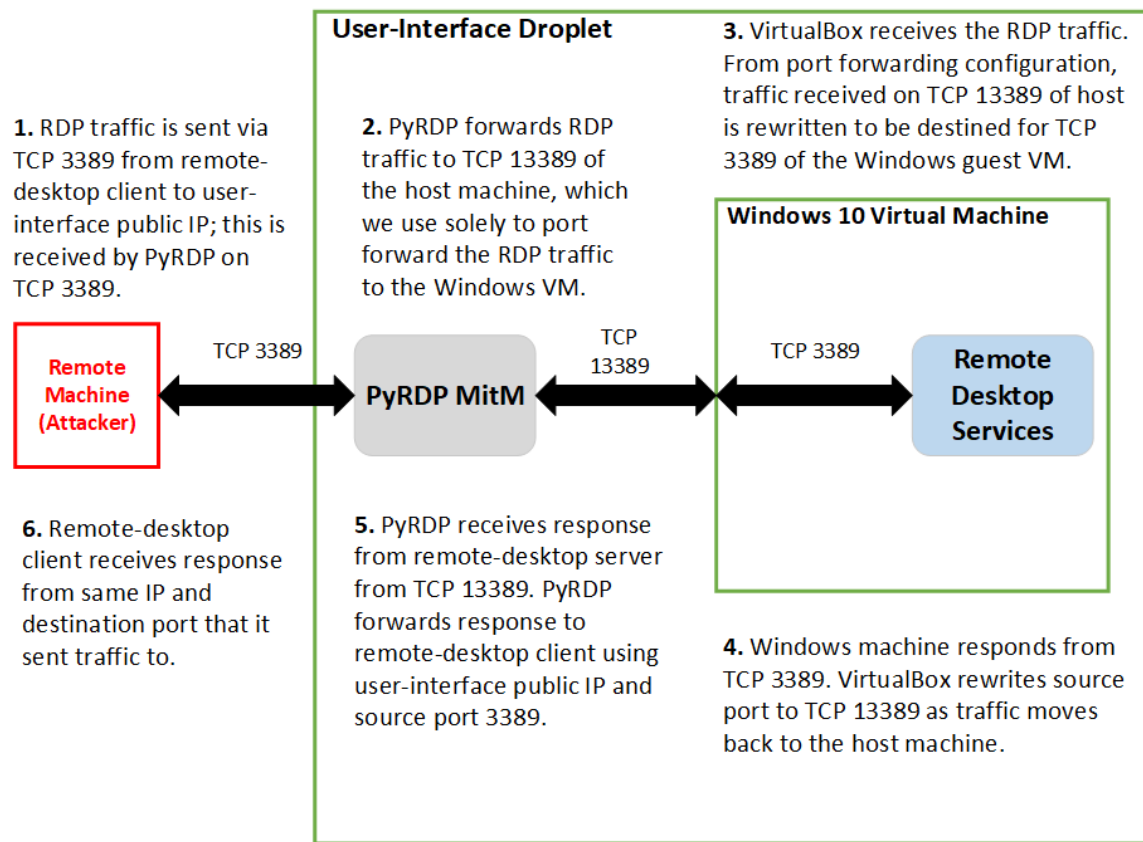 User-Interface Droplet
1. RDP traffic is sent via
TCP 3389 from remote-
desktop client to user-
interface public IP; this is
received by PyRDP on
TCP 3389.
2. PyRDP forwards RDP
traffic to TCP 13389 of
the host machine, which
we use solely to port
forward the RDP traffic
to the Windows VM.
3. VirtualBox receives the RDP traffic.
From port forwarding configuration,
traffic received on TCP 13389 of host
is rewritten to be destined for TCP
3389 of the Windows guest VM.
Windows 10 Virtual Machine
Remote
Machine
(Attacker)
TCP 3389
PyRDP MitM
TCP
13389
TCP 3389
Remote
Desktop
Services
6. Remote-desktop
client receives response
from same IP and
destination port that it
sent traffic to.
5. PyRDP receives response
from remote-desktop server
from TCP 13389. PyRDP
forwards response to
remote-desktop client using
user-interface public IP and
source port 3389.
4. Windows machine responds from
TCP 3389. VirtualBox rewrites source
port to TCP 13389 as traffic moves
back to the host machine.